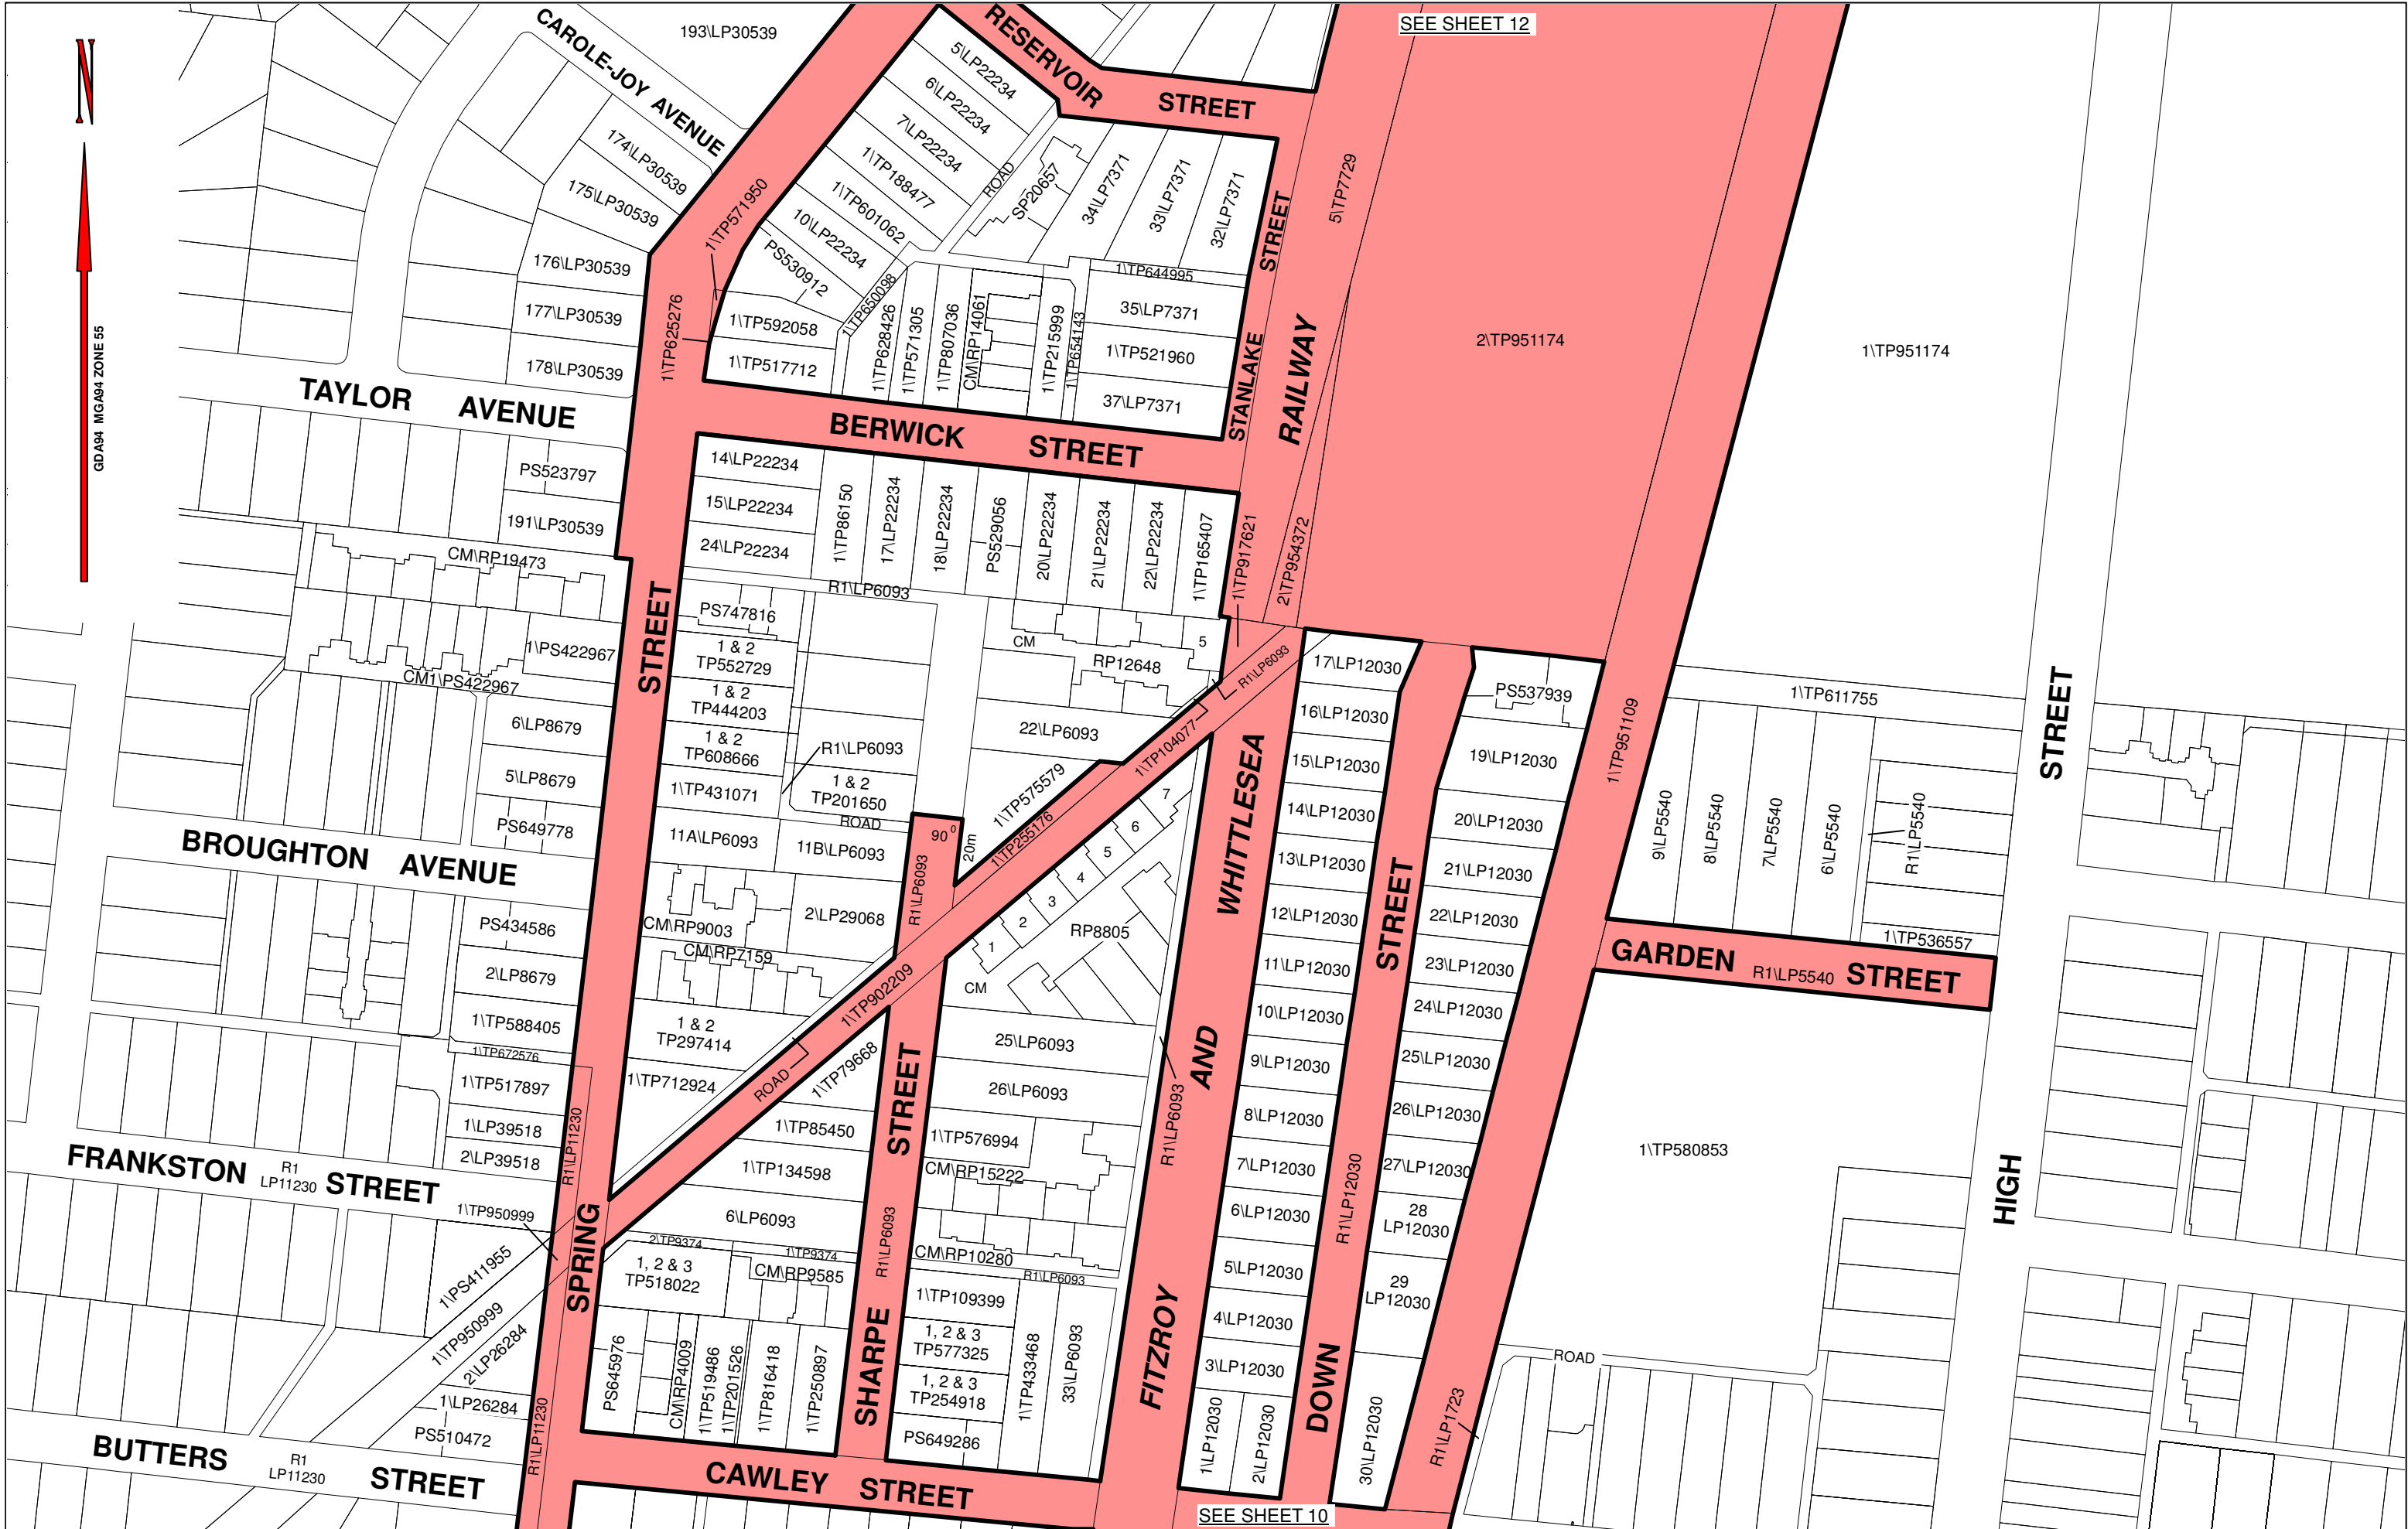 SEE SHEET 12
N
GDA94 MGA94 ZONE 55
CAROLE-JOY AVENUE
193\LP30539
RESERVOIR STREET
5\LP22234
6\LP22234
7\LP22234
1\TP188477
1\TP601062
10\LP22234
PS530912
1\TP650098
ROAD
SP20657
34\LP7371
33\LP7371
32\LP7371
174\LP30539
175\LP30539
176\LP30539
177\LP30539
178\LP30539
1\TP571950
1\TP625276
1\TP592058
1\TP517712
1\TP628426
1\TP571305
1\TP807036
CM\RP14061
1\TP215999
1\TP654143
1\TP644995
35\LP7371
1\TP521960
37\LP7371
STANLAKE STREET
RAILWAY
5\TP7729
2\TP951174
1\TP951174
TAYLOR AVENUE
BERWICK STREET
PS523797
191\LP30539
CM\RP19473
1\PS422967
CM1\PS422967
6\LP8679
5\LP8679
PS649778
14\LP22234
15\LP22234
24\LP22234
1\TP86150
17\LP22234
18\LP22234
PS529056
20\LP22234
21\LP22234
22\LP22234
1\TP165407
1\TP917621
2\TP954372
R1\LP6093
STREET
PS747816
1 & 2
TP552729
1 & 2
TP444203
1 & 2
TP608666
1\TP431071
R1\LP6093
1 & 2
TP201650
ROAD
CM
RP12648
5
22\LP6093
1\TP575579
R1\LP6093
1\TP104077
1\TP255176
17\LP12030
16\LP12030
15\LP12030
14\LP12030
13\LP12030
12\LP12030
11\LP12030
10\LP12030
9\LP12030
8\LP12030
7\LP12030
6\LP12030
5\LP12030
4\LP12030
3\LP12030
1\LP12030
2\LP12030
PS537939
19\LP12030
20\LP12030
21\LP12030
22\LP12030
23\LP12030
24\LP12030
25\LP12030
26\LP12030
27\LP12030
28
LP12030
29
LP12030
30\LP12030
1\TP951109
1\TP611755
9\LP5540
8\LP5540
7\LP5540
6\LP5540
R1\LP5540
1\TP536557
GARDEN R1\LP5540 STREET
HIGH STREET
1\TP580853
ROAD
R1\LP1723
BROUGHTON AVENUE
11A\LP6093
11B\LP6093
90°
20m
R1\LP6093
CM\RP9003
2\LP29068
CM\RP7159
1 & 2
TP297414
1\TP712924
1\TP902209
ROAD
1\TP79668
7
6
5
4
3
2
1
RP8805
CM
25\LP6093
26\LP6093
1\TP576994
CM\RP15222
CM\RP10280
R1\LP6093
R1\LP6093
FITZROY AND WHITTLESEA
DOWN R1\LP12030 STREET
PS434586
2\LP8679
1\TP588405
1\TP672576
1\TP517897
1\LP39518
2\LP39518
R1\LP11230
FRANKSTON R1
LP11230 STREET
1\TP950999
1\PS411955
1\TP950999
2\LP26284
1\LP26284
PS510472
R1\LP11230
BUTTERS R1
LP11230 STREET
SPRING
1\TP85450
1\TP134598
6\LP6093
2\TP9374
1\TP9374
1, 2 & 3
TP518022
CM\RP9585
PS645976
CM\RP4009
1\TP519486
1\TP201526
1\TP816418
1\TP250897
SHARPE R1\LP6093 STREET
1\TP109399
1, 2 & 3
TP577325
1, 2 & 3
TP254918
PS649286
1\TP433468
33\LP6093
CAWLEY STREET
SEE SHEET 10